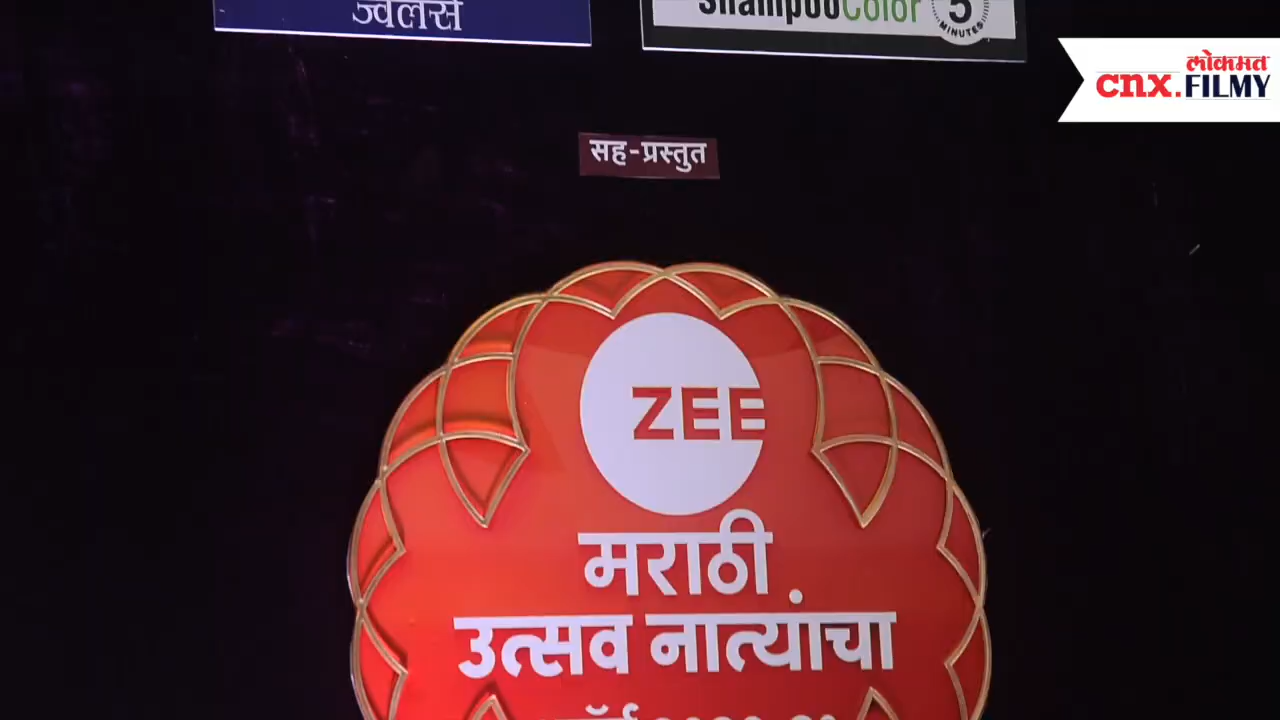 ज्वेलर्स
ShampooColor
5
MINUTES
लोकमत
cnx.FILMY
सह-प्रस्तुत
ZEE
मराठी
उत्सव नात्यांचा